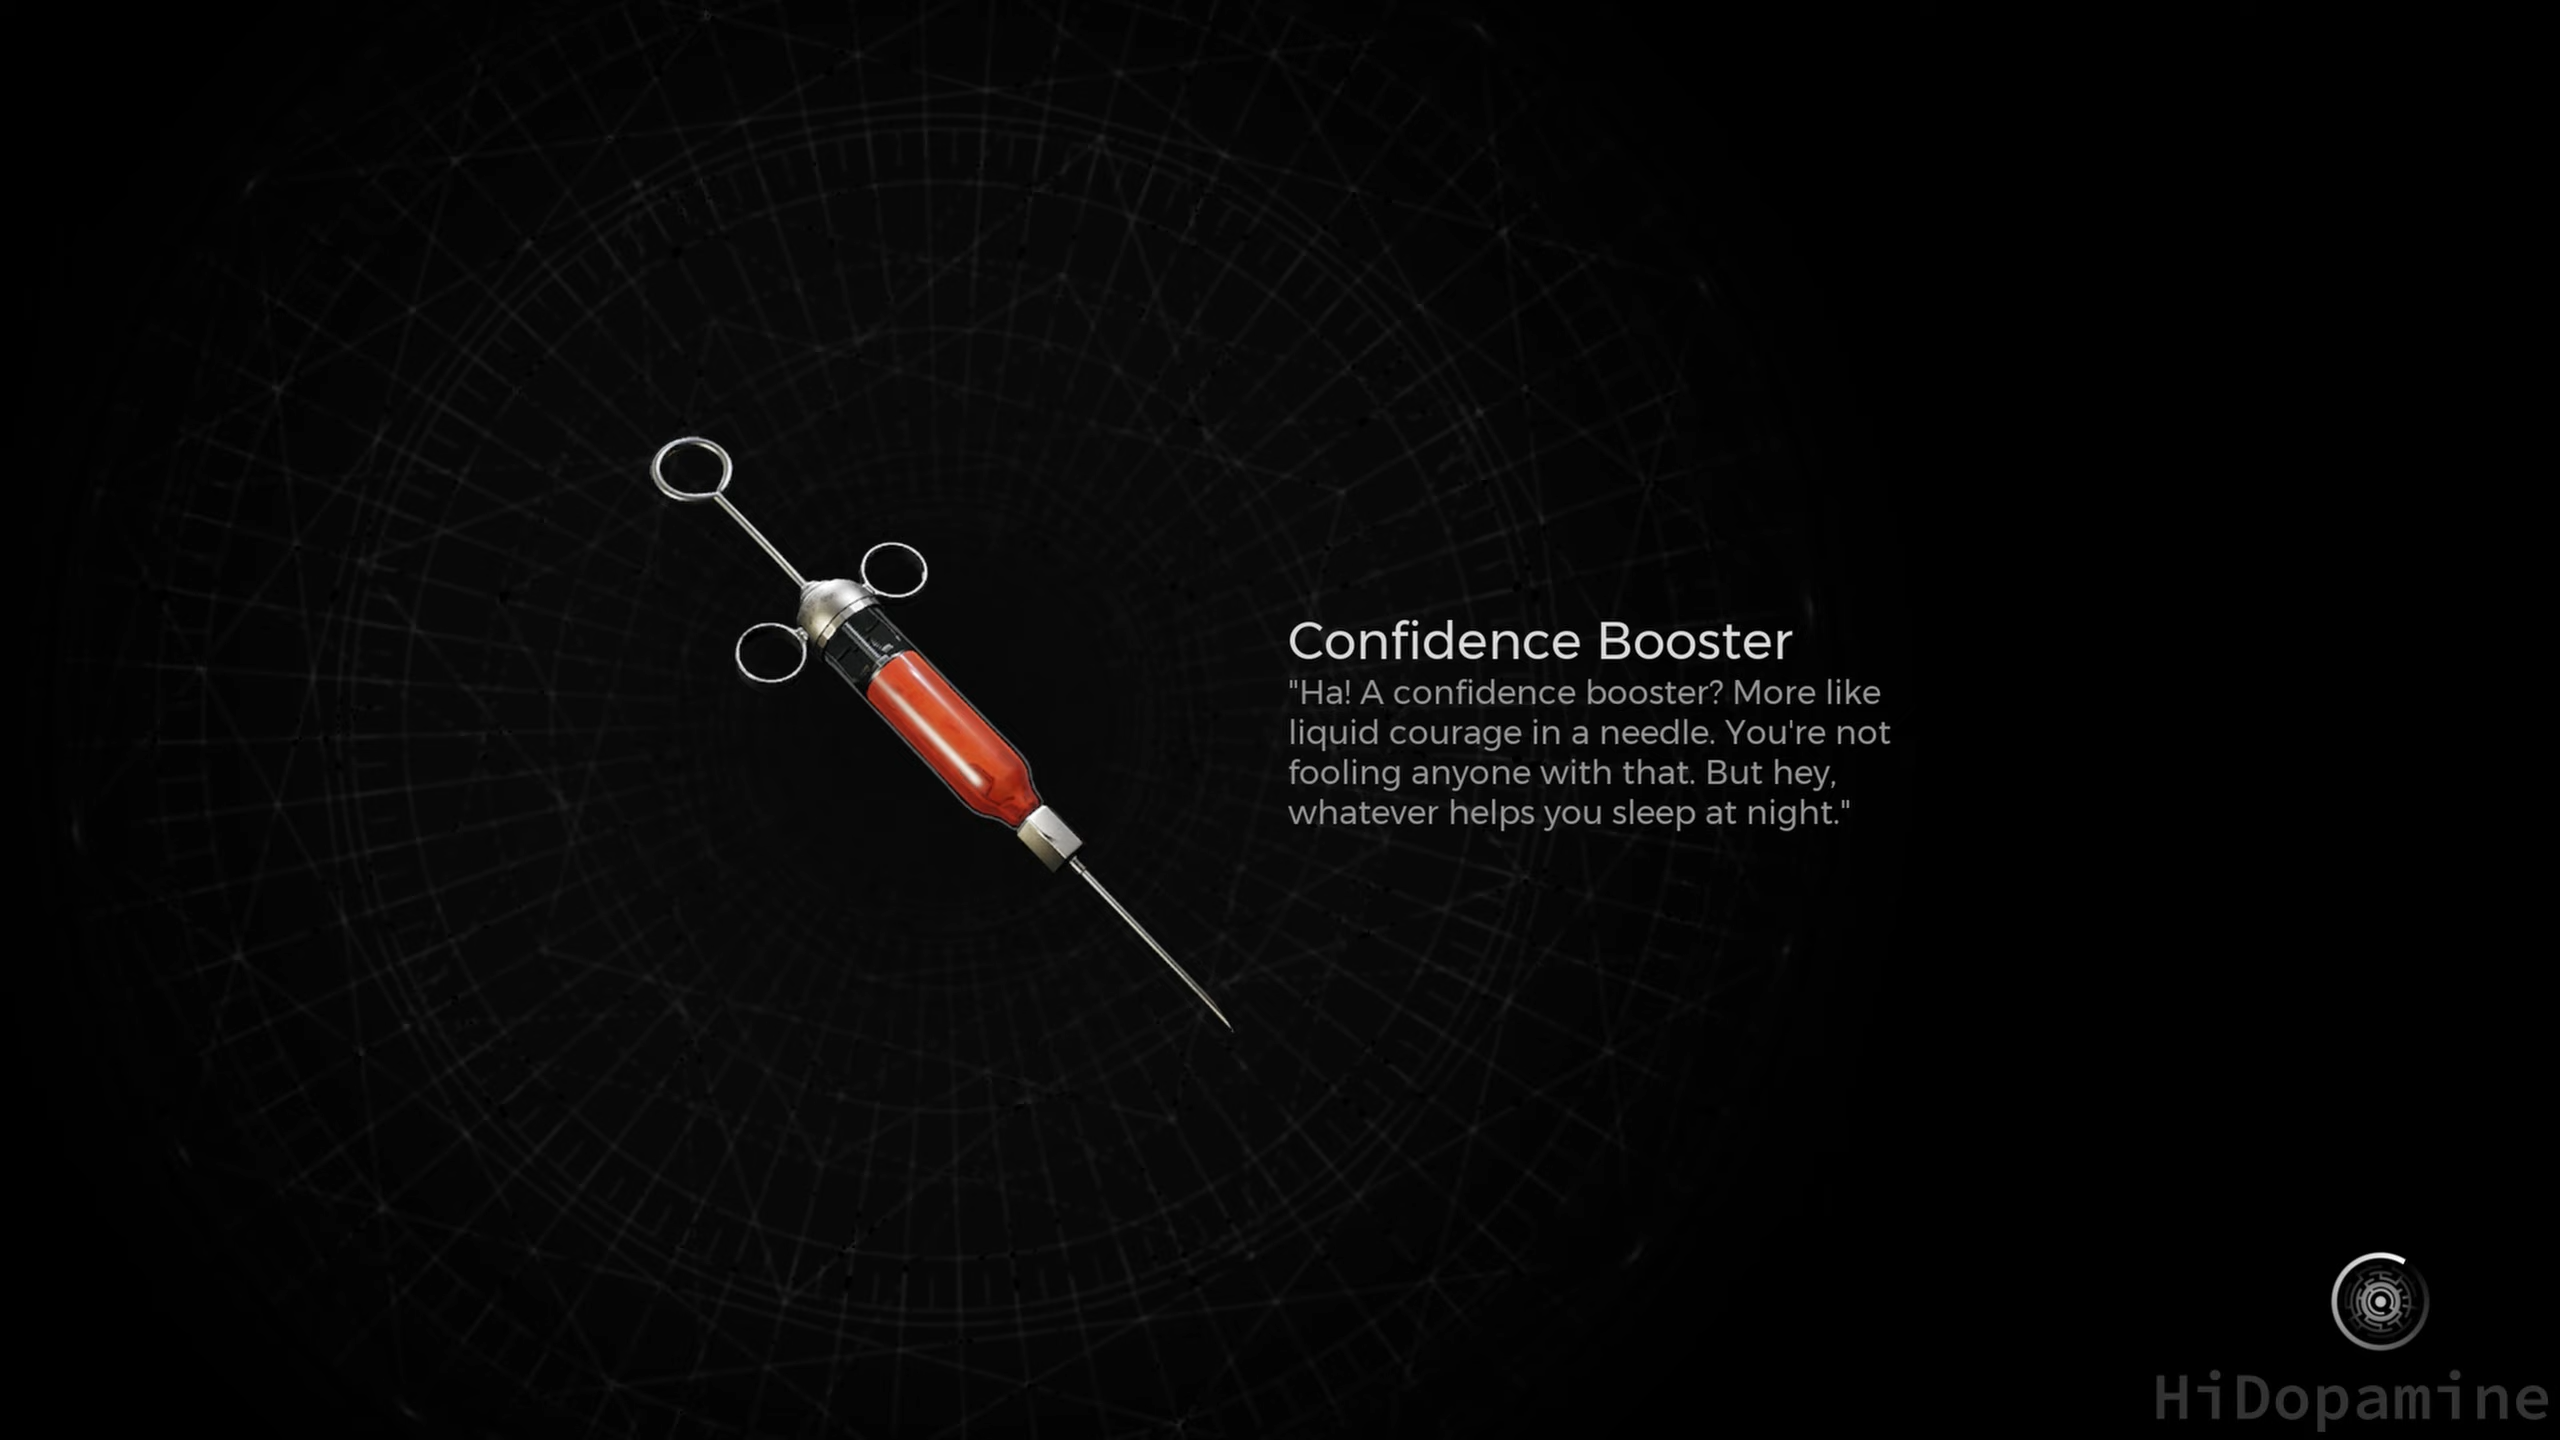 Confidence Booster
"Ha! A confidence booster? More like
liquid courage in a needle. You're not
fooling anyone with that. But hey,
whatever helps you sleep at night."
HiDopamine